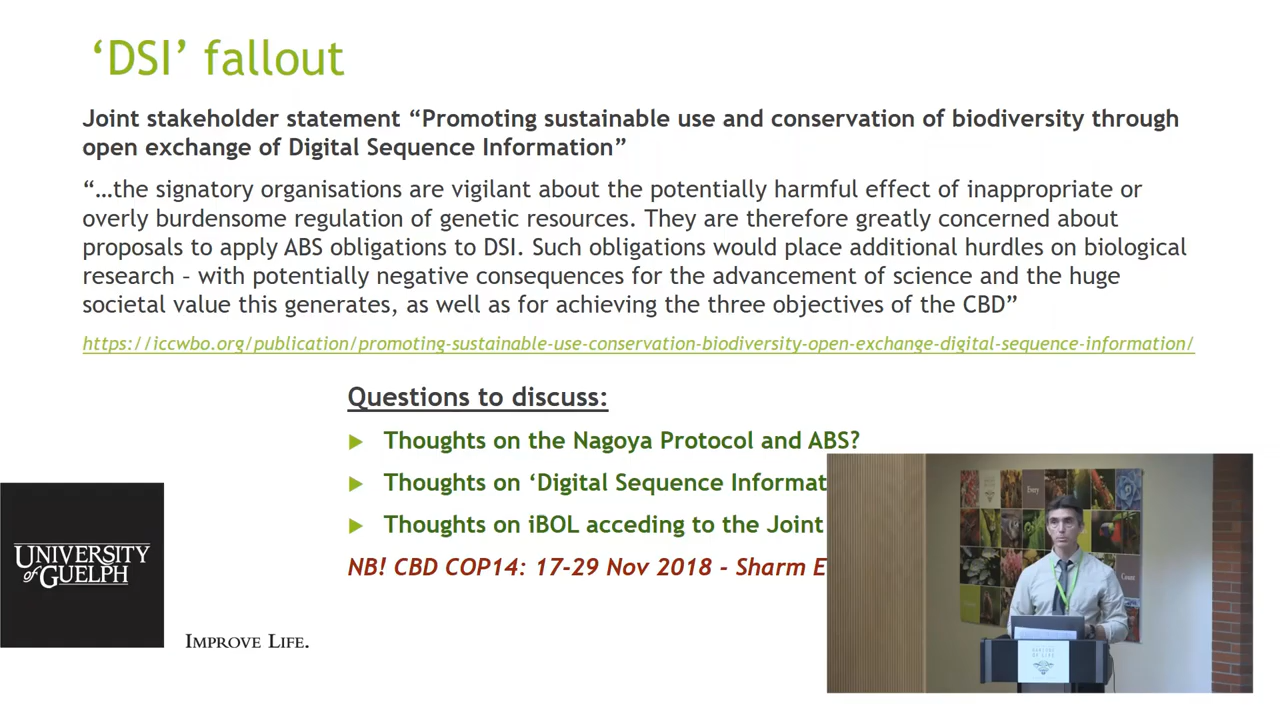 ‘DSI’ fallout
Joint stakeholder statement “Promoting sustainable use and conservation of biodiversity through
open exchange of Digital Sequence Information”
“…the signatory organisations are vigilant about the potentially harmful effect of inappropriate or
overly burdensome regulation of genetic resources. They are therefore greatly concerned about
proposals to apply ABS obligations to DSI. Such obligations would place additional hurdles on biological
research – with potentially negative consequences for the advancement of science and the huge
societal value this generates, as well as for achieving the three objectives of the CBD”
https://iccwbo.org/publication/promoting-sustainable-use-conservation-biodiversity-open-exchange-digital-sequence-information/
Questions to discuss:
Thoughts on the Nagoya Protocol and ABS?
Thoughts on ‘Digital Sequence Informat
Thoughts on iBOL acceding to the Joint
NB! CBD COP14: 17-29 Nov 2018 - Sharm E
UNIVERSITY
of GUELPH
IMPROVE LIFE.
Every
Count